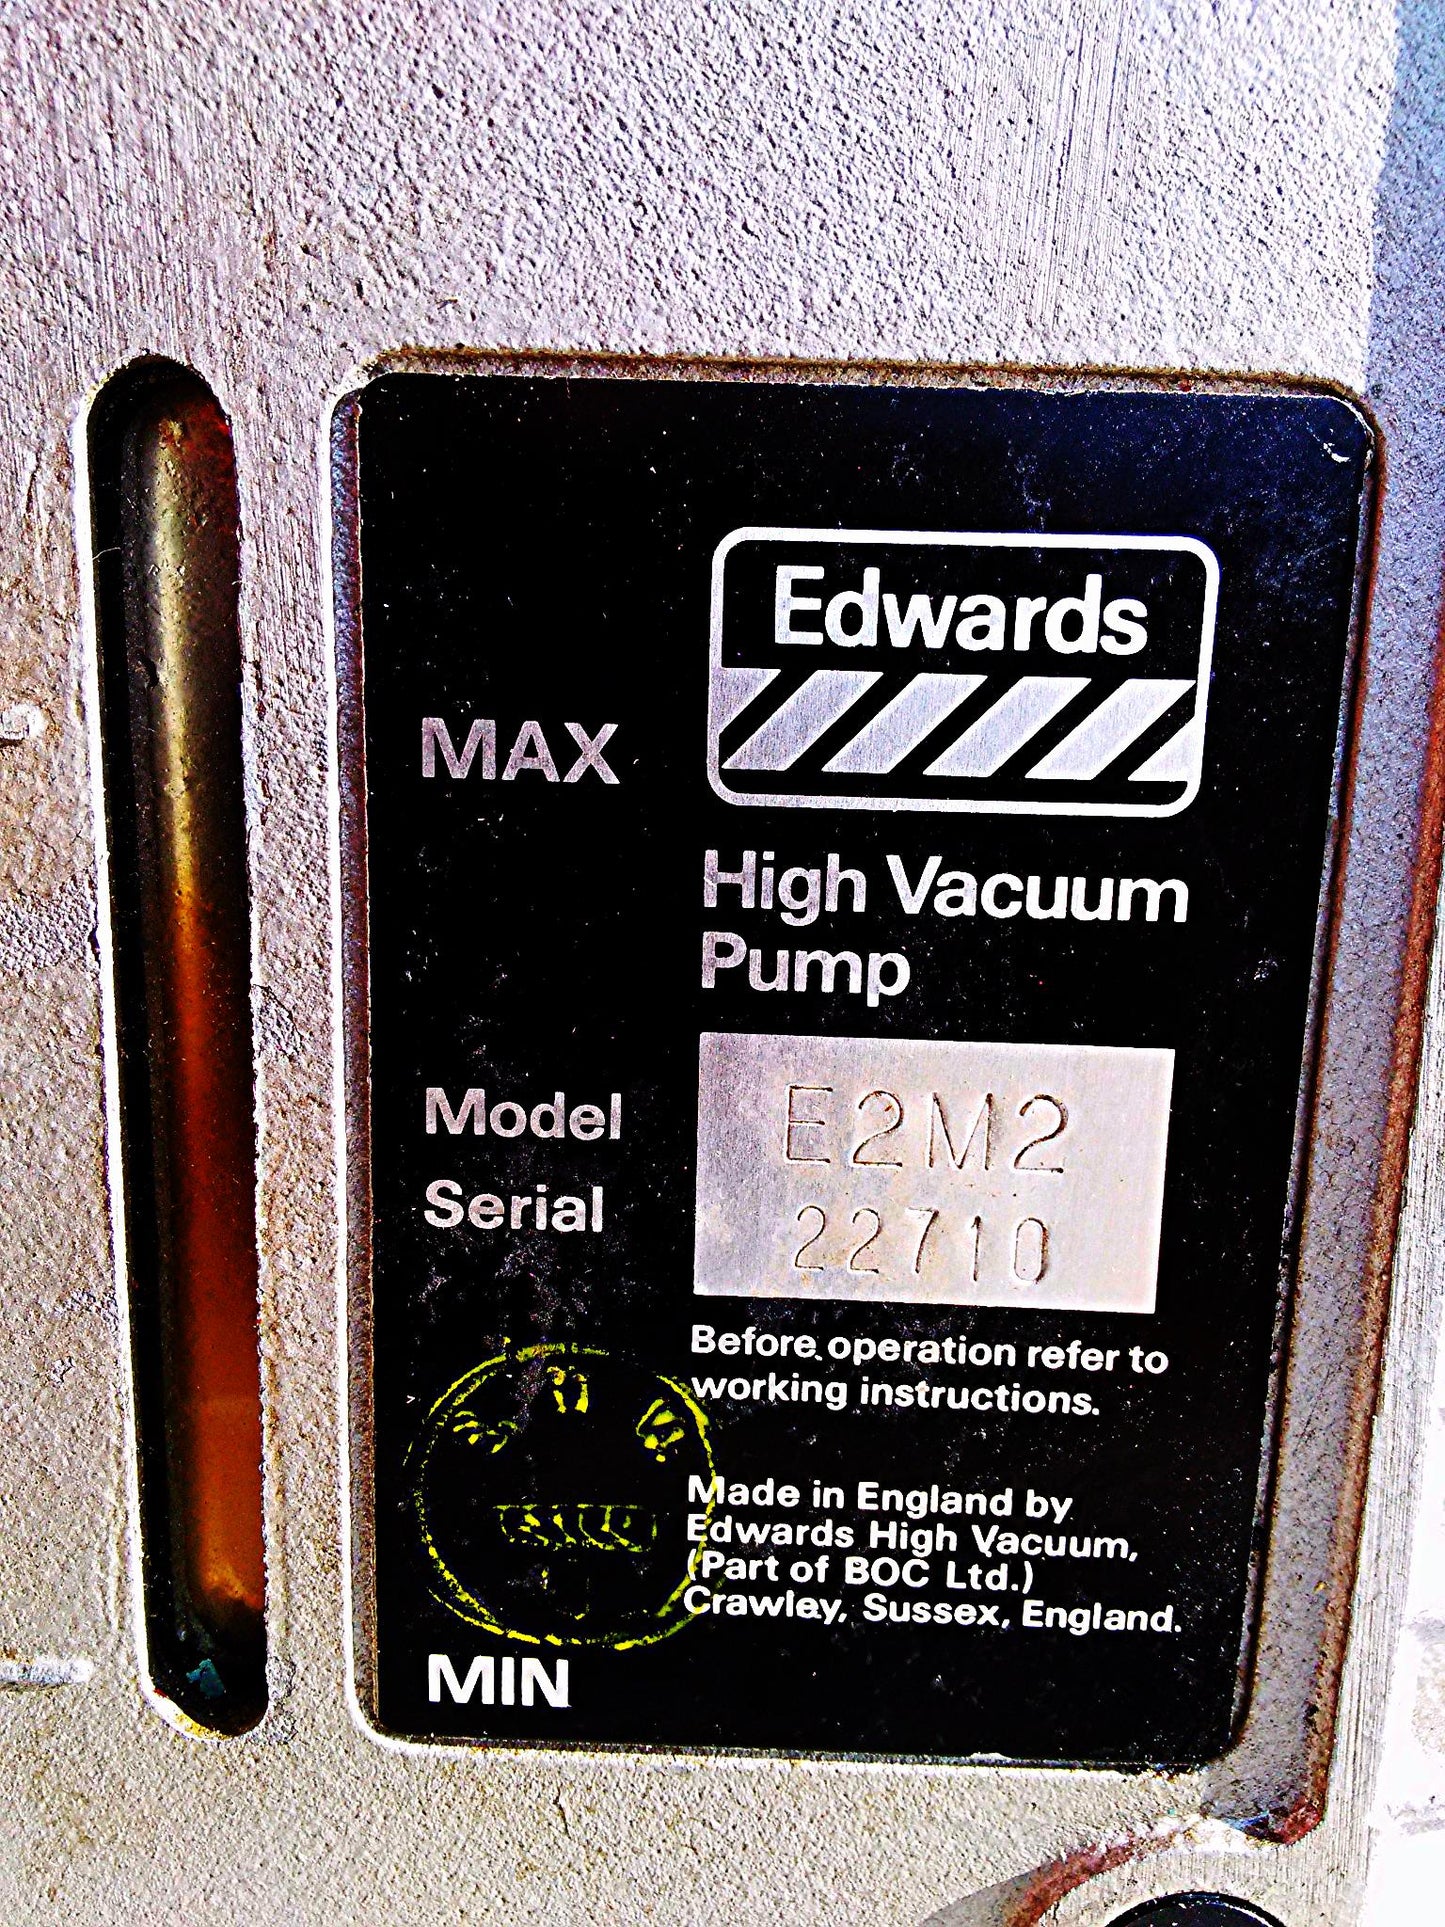 Edwards
MAX
High Vacuum
Pump
Model E2M2
Serial 22710
Before operation refer to
working instructions.
Made in England by
Edwards High Vacuum,
(Part of BOC Ltd.)
Crawley, Sussex, England.
MIN